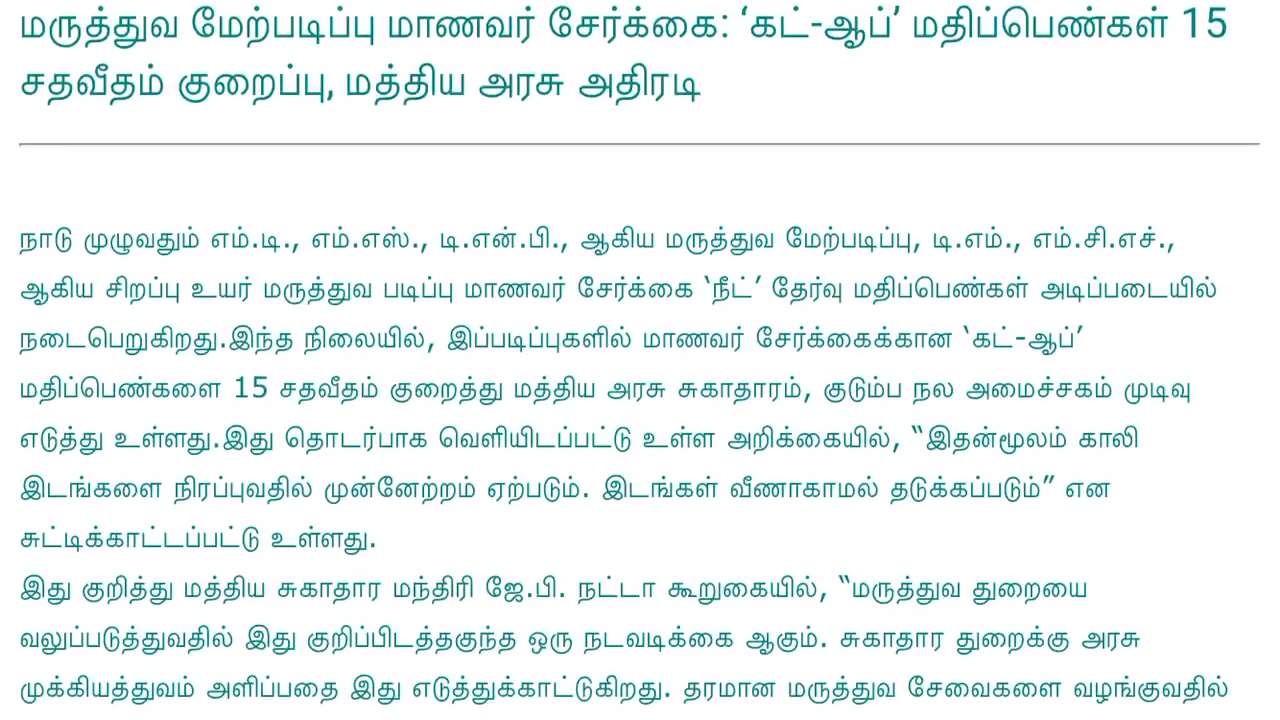 மருத்துவ மேற்படிப்பு மாணவர் சேர்க்கை: ‘கட்-ஆப்’ மதிப்பெண்கள் 15
சதவீதம் குறைப்பு, மத்திய அரசு அதிரடி
நாடு முழுவதும் எம்.டி., எம்.எஸ்., டி.என்.பி., ஆகிய மருத்துவ மேற்படிப்பு, டி.எம்., எம்.சி.எச்.,
ஆகிய சிறப்பு உயர் மருத்துவ படிப்பு மாணவர் சேர்க்கை ‘நீட்’ தேர்வு மதிப்பெண்கள் அடிப்படையில்
நடைபெறுகிறது.இந்த நிலையில், இப்படிப்புகளில் மாணவர் சேர்க்கைக்கான ‘கட்-ஆப்’
மதிப்பெண்களை 15 சதவீதம் குறைத்து மத்திய அரசு சுகாதாரம், குடும்ப நல அமைச்சகம் முடிவு
எடுத்து உள்ளது.இது தொடர்பாக வெளியிடப்பட்டு உள்ள அறிக்கையில், “இதன்மூலம் காலி
இடங்களை நிரப்புவதில் முன்னேற்றம் ஏற்படும். இடங்கள் வீணாகாமல் தடுக்கப்படும்” என
சுட்டிக்காட்டப்பட்டு உள்ளது.
இது குறித்து மத்திய சுகாதார மந்திரி ஜே.பி. நட்டா கூறுகையில், “மருத்துவ துறையை
வலுப்படுத்துவதில் இது குறிப்பிடத்தகுந்த ஒரு நடவடிக்கை ஆகும். சுகாதார துறைக்கு அரசு
முக்கியத்துவம் அளிப்பதை இது எடுத்துக்காட்டுகிறது. தரமான மருத்துவ சேவைகளை வழங்குவதில்